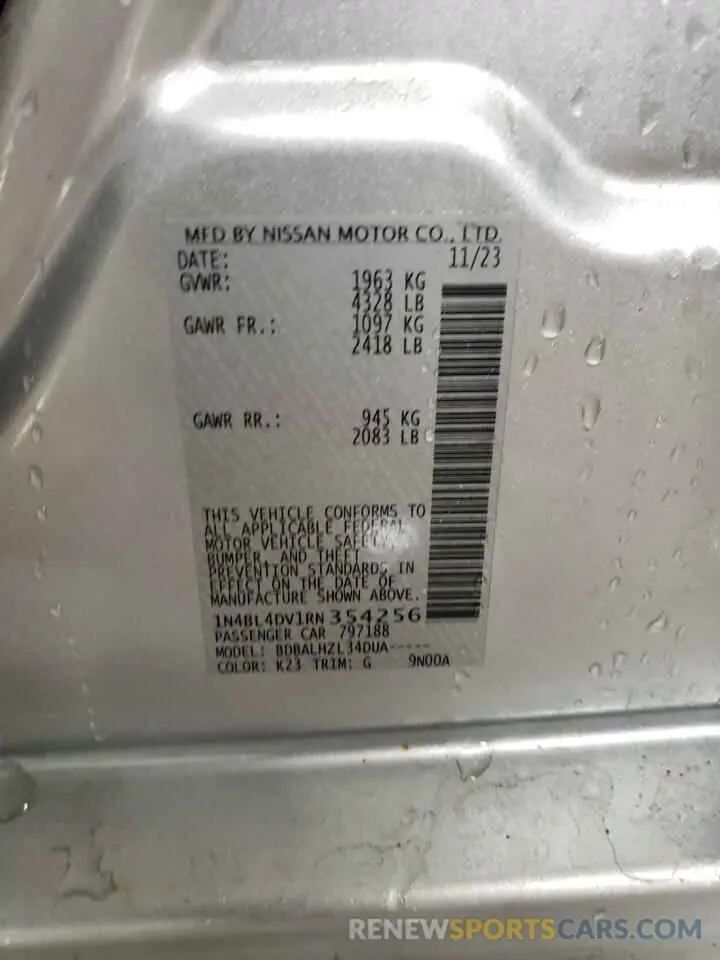 MFD BY NISSAN MOTOR CO., LTD.
DATE: 11/23
GVWR: 1963 KG
4328 LB
GAWR FR.: 1097 KG
2418 LB
GAWR RR.: 945 KG
2083 LB
THIS VEHICLE CONFORMS TO
ALL APPLICABLE FEDERAL
MOTOR VEHICLE SAFETY
BUMPER, AND THEFT
PREVENTION STANDARDS IN
EFFECT ON THE DATE OF
MANUFACTURE SHOWN ABOVE.
1N4BL4DV1RN354256
PASSENGER CAR 797188
MODEL: BDBALHZL34DUA-----
COLOR: K23 TRIM: G 9N00A
RENEWSPORTSCARS.COM